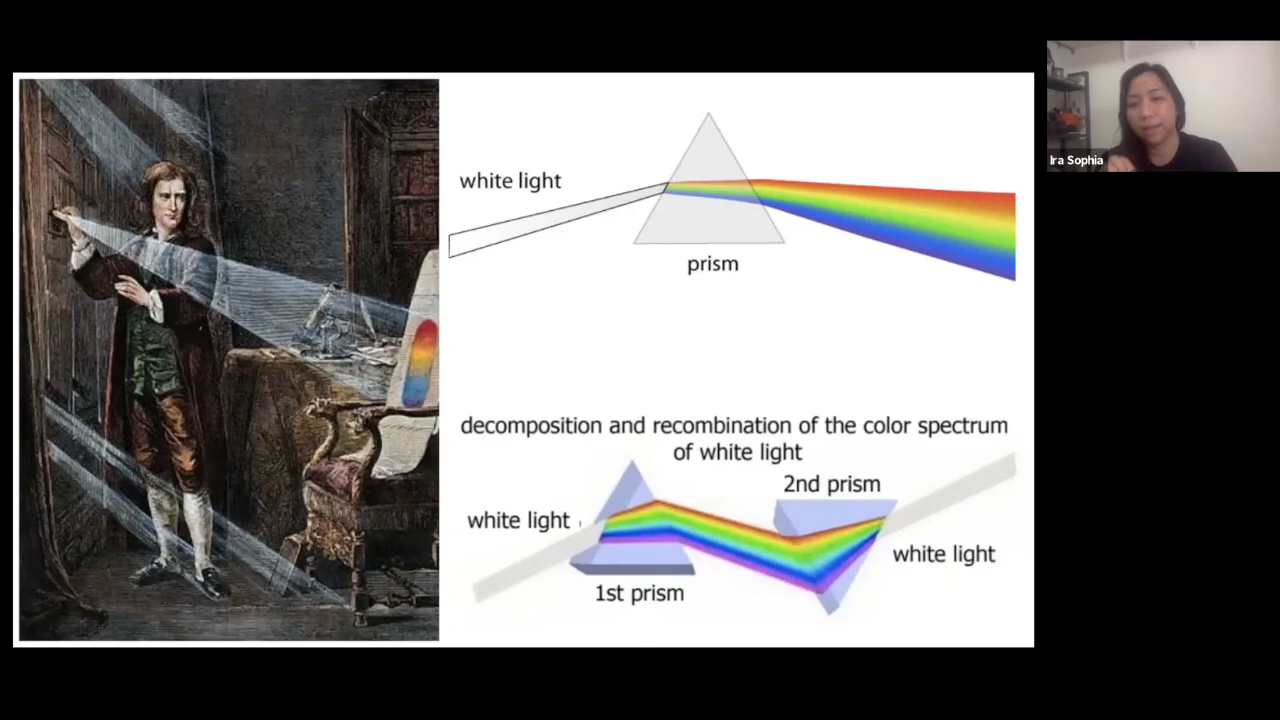 white light
prism
decomposition and recombination of the color spectrum
of white light
2nd prism
white light
white light
1st prism
Ira Sophia